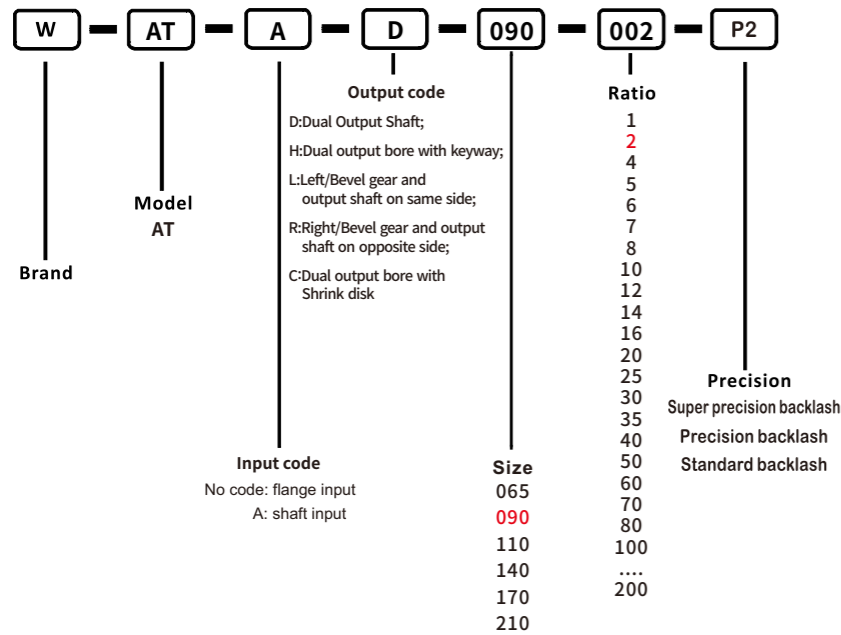 W AT A D 090 002 P2
Output code
D:Dual Output Shaft;
H:Dual output bore with keyway;
L:Left/Bevel gear and
output shaft on same side;
R:Right/Bevel gear and output
shaft on opposite side;
C:Dual output bore with
Shrink disk
Ratio
1
2
4
5
6
7
8
10
12
14
16
20
25
30
35
40
50
60
70
80
100
....
200
Model
AT
Brand
Precision
Super precision backlash
Precision backlash
Standard backlash
Input code
No code: flange input
A: shaft input
Size
065
090
110
140
170
210